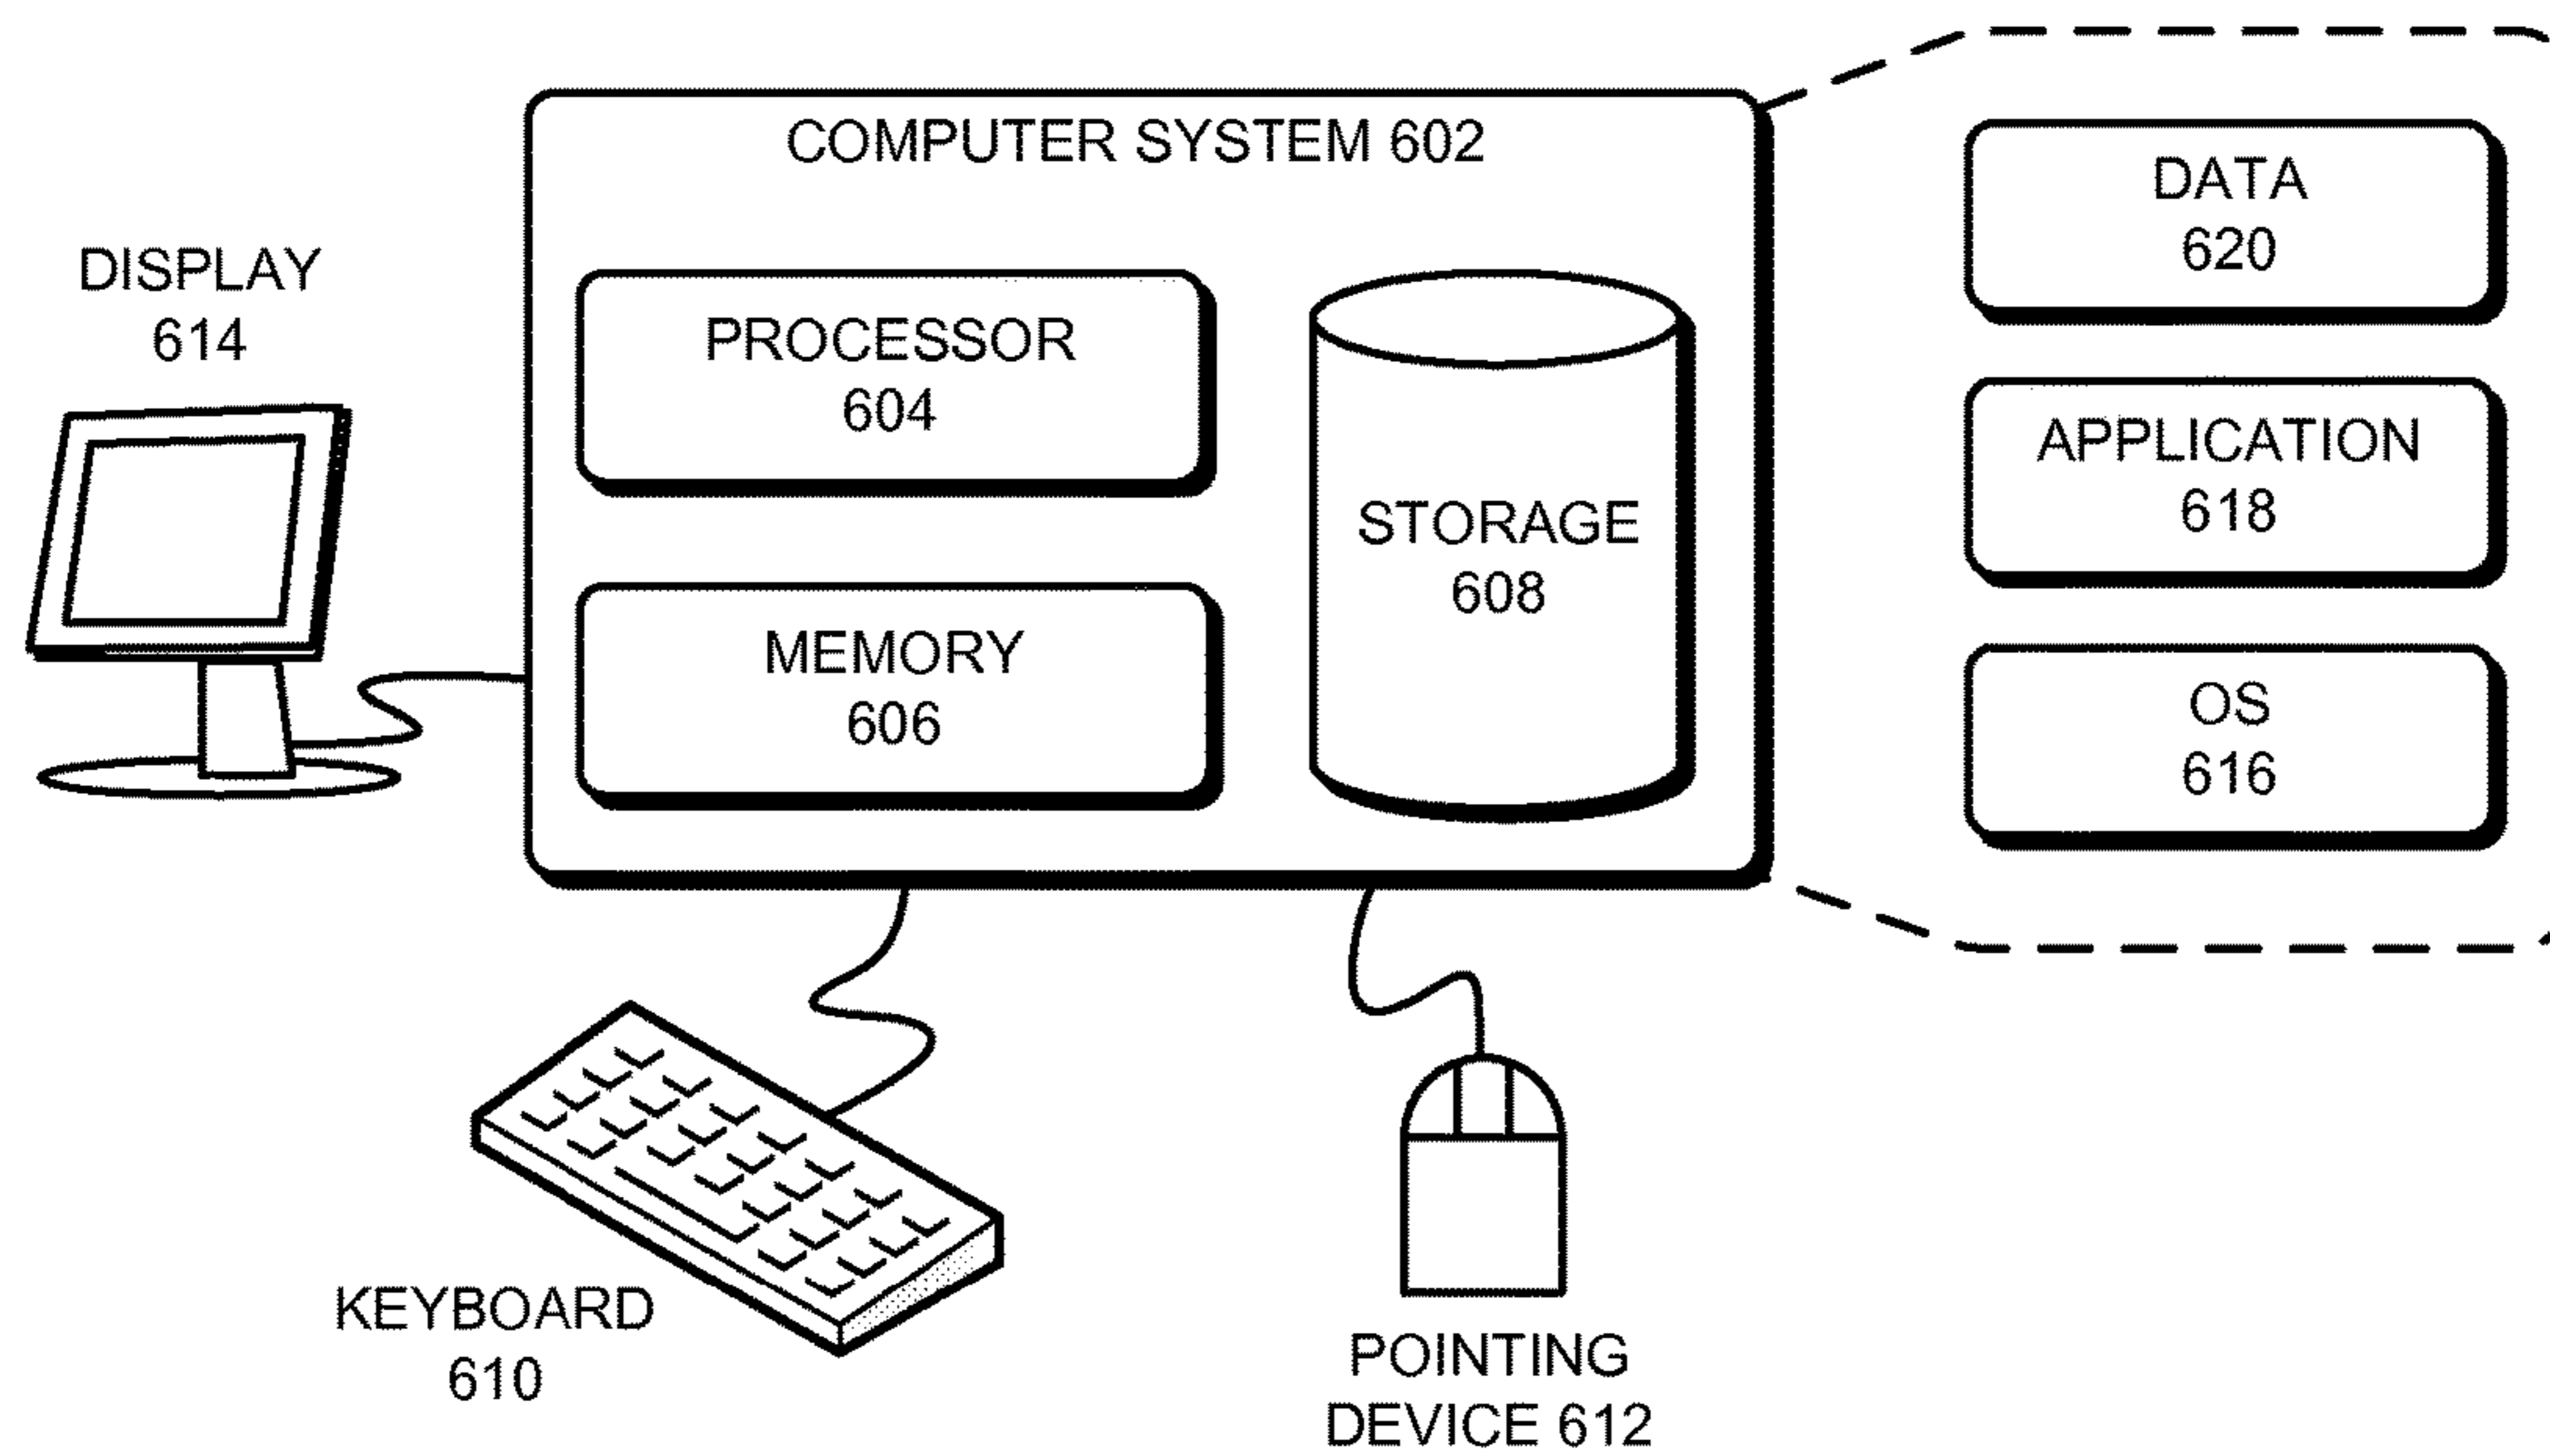 COMPUTER SYSTEM 602
DISPLAY
614
PROCESSOR
604
MEMORY
606
STORAGE
608
DATA
620
APPLICATION
618
OS
616
KEYBOARD
610
POINTING
DEVICE 612